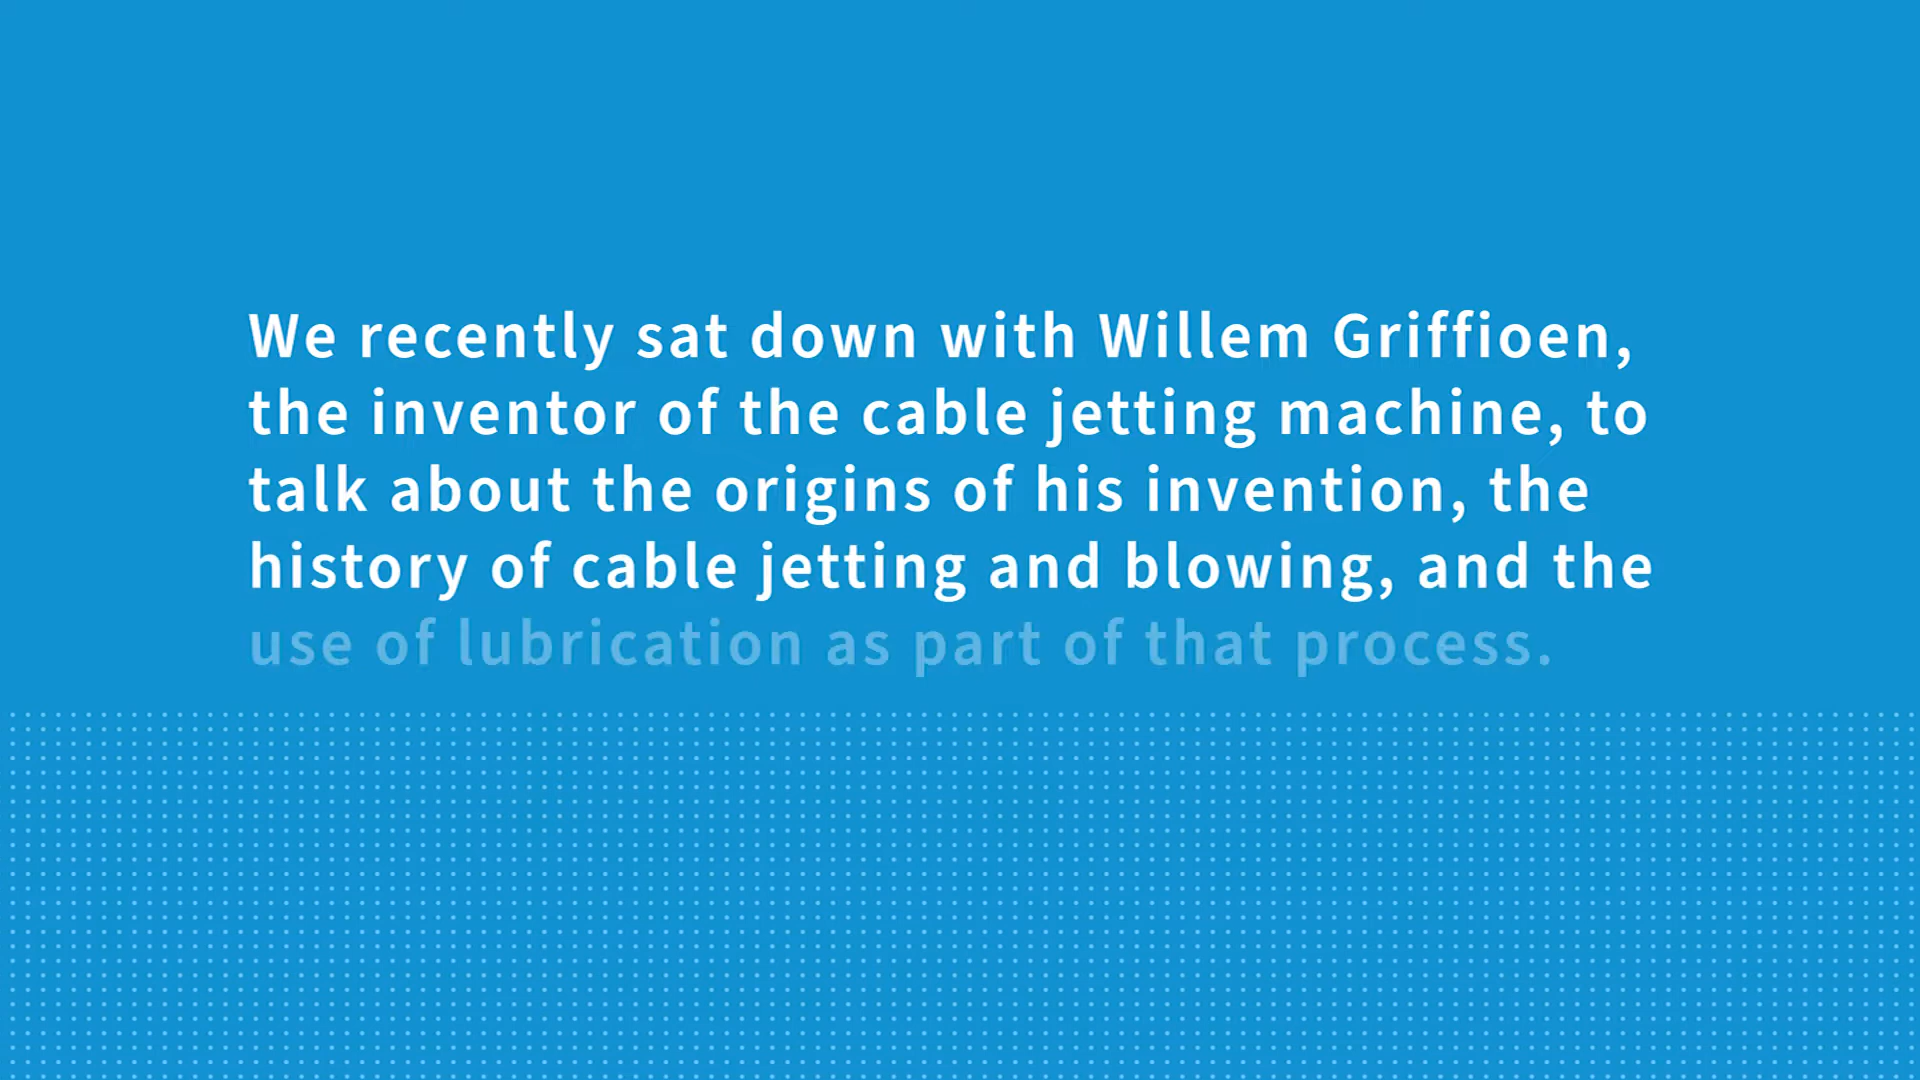 We recently sat down with Willem Griffioen,
the inventor of the cable jetting machine, to
talk about the origins of his invention, the
history of cable jetting and blowing, and the
use of lubrication as part of that process.